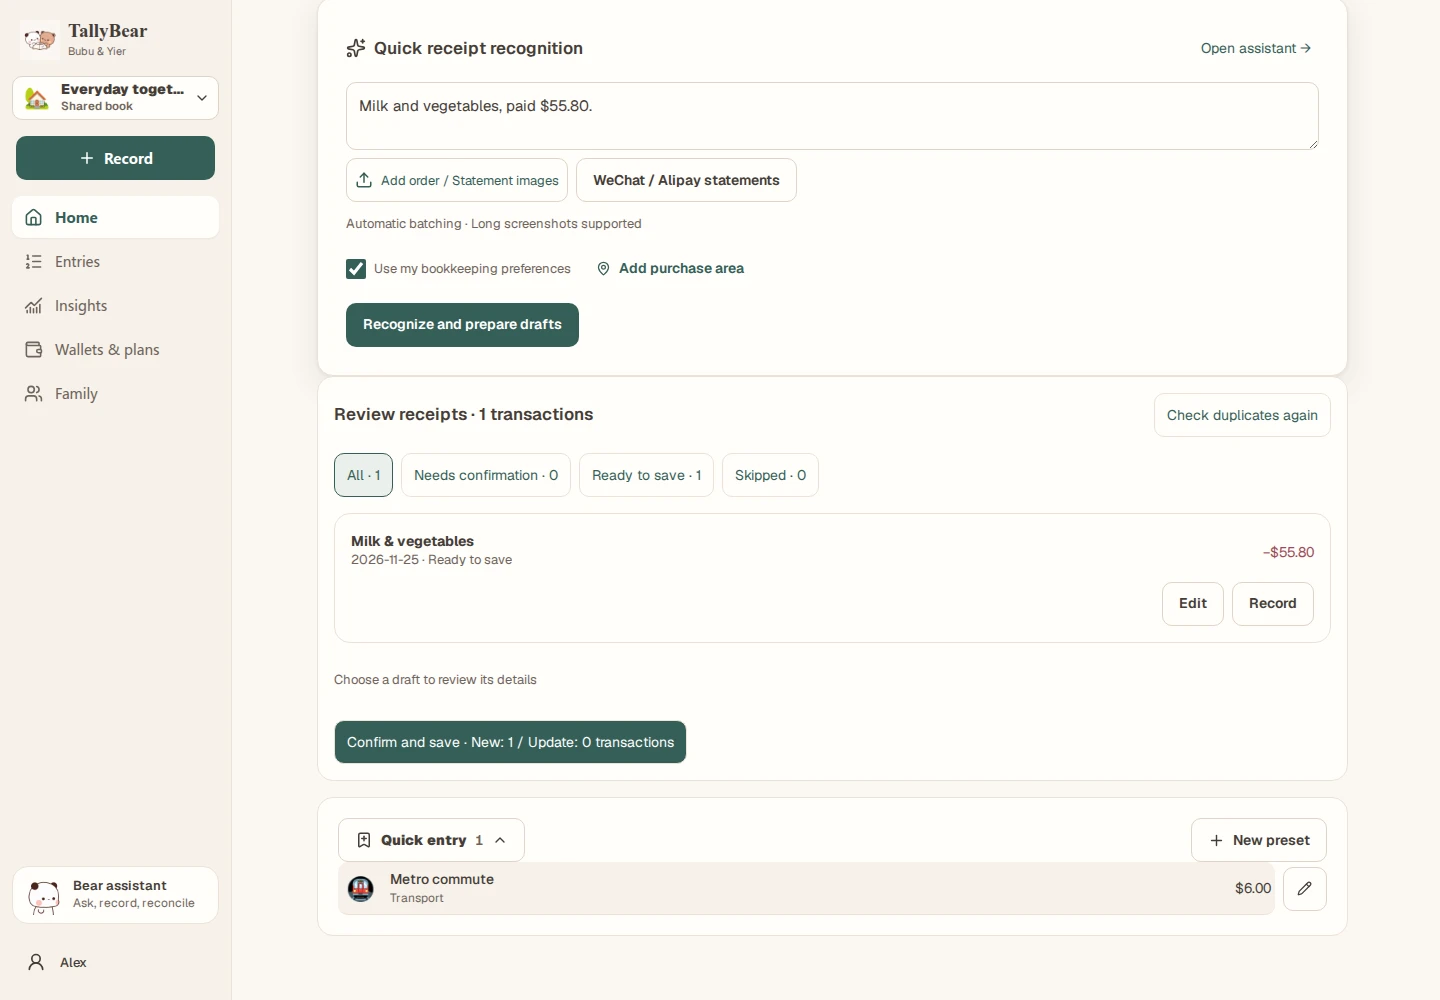 TallyBear
Bubu & Yier
Everyday toget...
Shared book
Record
Home
Entries
Insights
Wallets & plans
Family
Bear assistant
Ask, record, reconcile
Alex
Quick receipt recognition
Open assistant →
Milk and vegetables, paid $55.80.
Add order / Statement images
WeChat / Alipay statements
Automatic batching · Long screenshots supported
Use my bookkeeping preferences
Add purchase area
Recognize and prepare drafts
Review receipts · 1 transactions
Check duplicates again
All · 1
Needs confirmation · 0
Ready to save · 1
Skipped · 0
Milk & vegetables
2026-11-25 · Ready to save
−$55.80
Edit
Record
Choose a draft to review its details
Confirm and save · New: 1 / Update: 0 transactions
Quick entry 1
New preset
Metro commute
Transport
$6.00